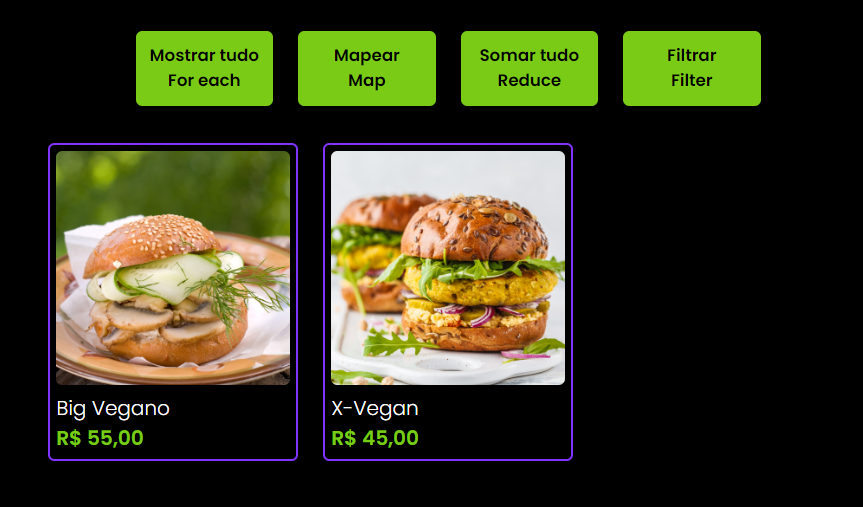 Mostrar tudo
For each
Mapear
Map
Somar tudo
Reduce
Filtrar
Filter
Big Vegano
R$ 55,00
X-Vegan
R$ 45,00